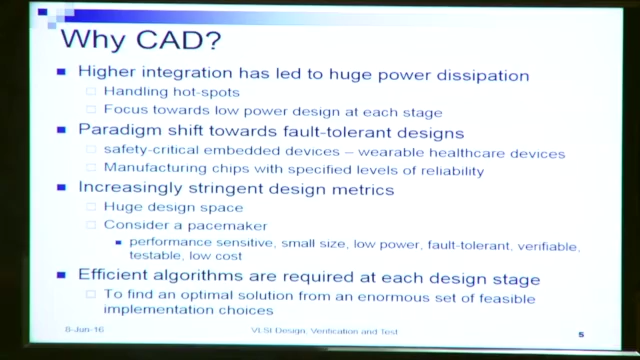 Why CAD?
Higher integration has led to huge power dissipation
Handling hot-spots
Focus towards low power design at each stage
Paradigm shift towards fault-tolerant designs
safety-critical embedded devices – wearable healthcare devices
Manufacturing chips with specified levels of reliability
Increasingly stringent design metrics
Huge design space
Consider a pacemaker
performance sensitive, small size, low power, fault-tolerant, verifiable,
testable, low cost
Efficient algorithms are required at each design stage
To find an optimal solution from an enormous set of feasible
implementation choices
8-Jun-16 VLSI Design, Verification and Test 5